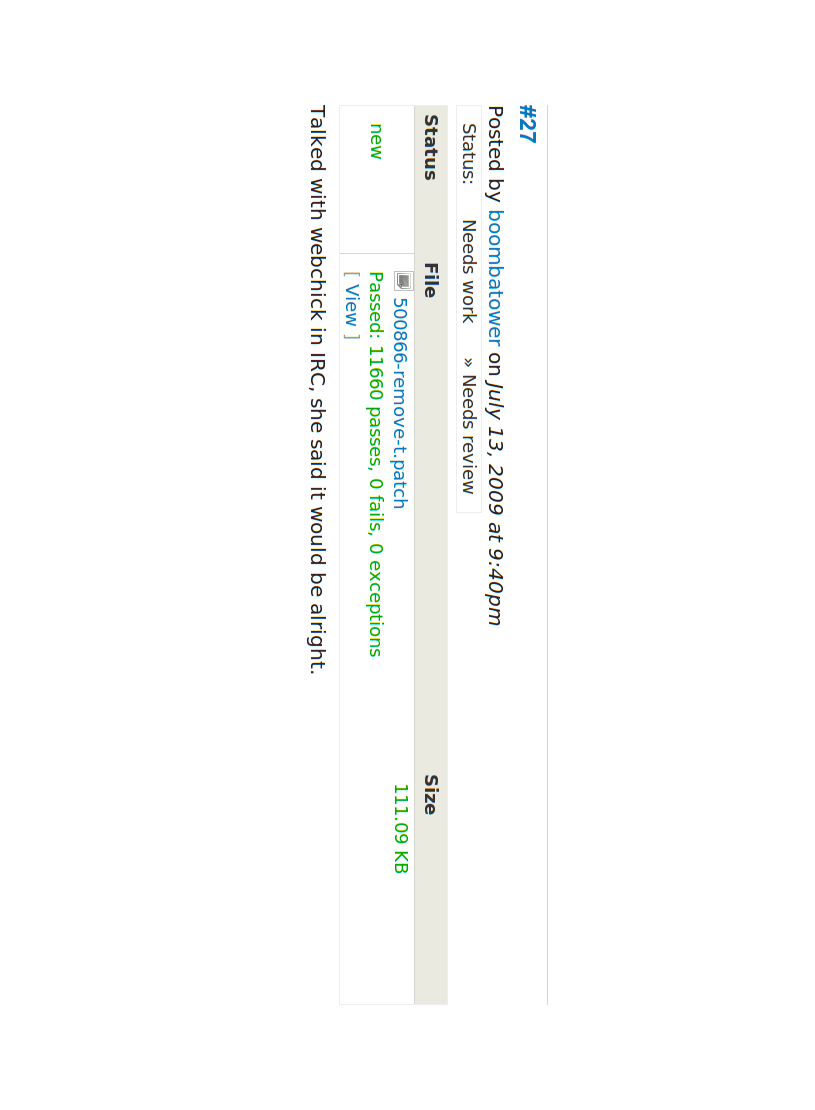 #27
Posted by boombatower on July 13, 2009 at 9:40pm
Status: Needs work » Needs review
Status File Size
500866-remove-t.patch 111.09 KB
new Passed: 11660 passes, 0 fails, 0 exceptions
[ View ]
Talked with webchick in IRC, she said it would be alright.